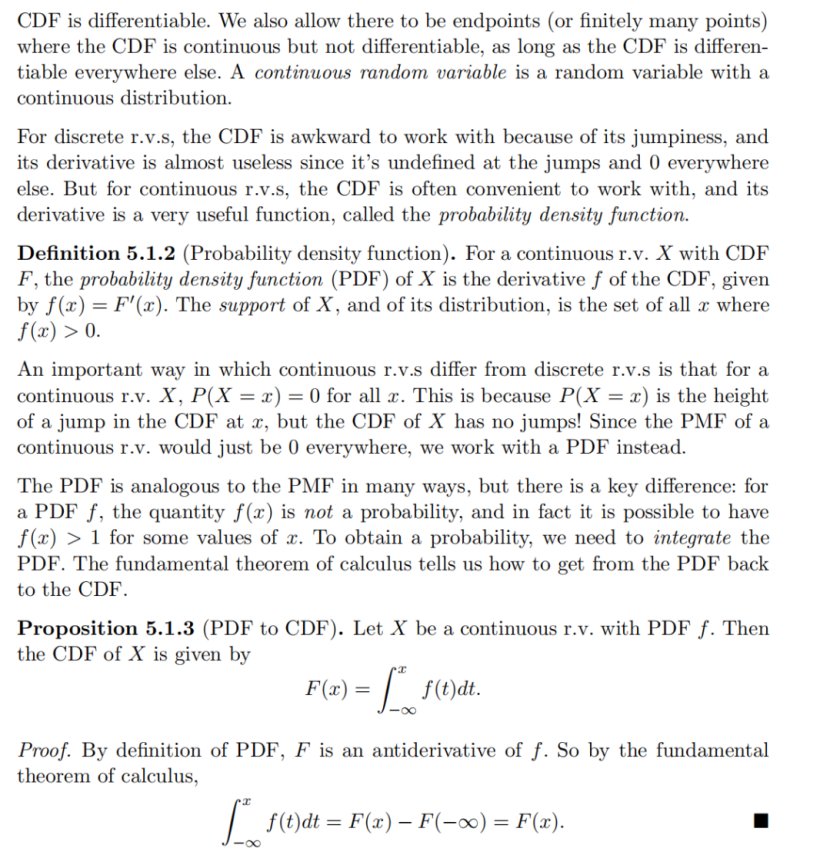 CDF is differentiable. We also allow there to be endpoints (or finitely many points)
where the CDF is continuous but not differentiable, as long as the CDF is differen-
tiable everywhere else. A continuous random variable is a random variable with a
continuous distribution.
For discrete r.v.s, the CDF is awkward to work with because of its jumpiness, and
its derivative is almost useless since it's undefined at the jumps and 0 everywhere
else. But for continuous r.v.s, the CDF is often convenient to work with, and its
derivative is a very useful function, called the probability density function.
Definition 5.1.2 (Probability density function). For a continuous r.v. X with CDF
F, the probability density function (PDF) of X is the derivative f of the CDF, given
by f(x) = F′(x). The support of X, and of its distribution, is the set of all x where
f(x) > 0.
An important way in which continuous r.v.s differ from discrete r.v.s is that for a
continuous r.v. X, P(X = x) = 0 for all x. This is because P(X = x) is the height
of a jump in the CDF at x, but the CDF of X has no jumps! Since the PMF of a
continuous r.v. would just be 0 everywhere, we work with a PDF instead.
The PDF is analogous to the PMF in many ways, but there is a key difference: for
a PDF f, the quantity f(x) is not a probability, and in fact it is possible to have
f(x) > 1 for some values of x. To obtain a probability, we need to integrate the
PDF. The fundamental theorem of calculus tells us how to get from the PDF back
to the CDF.
Proposition 5.1.3 (PDF to CDF). Let X be a continuous r.v. with PDF f. Then
the CDF of X is given by
F(x) = ∫_{−∞}^{x} f(t)dt.
Proof. By definition of PDF, F is an antiderivative of f. So by the fundamental
theorem of calculus,
∫_{−∞}^{x} f(t)dt = F(x) − F(−∞) = F(x). ■